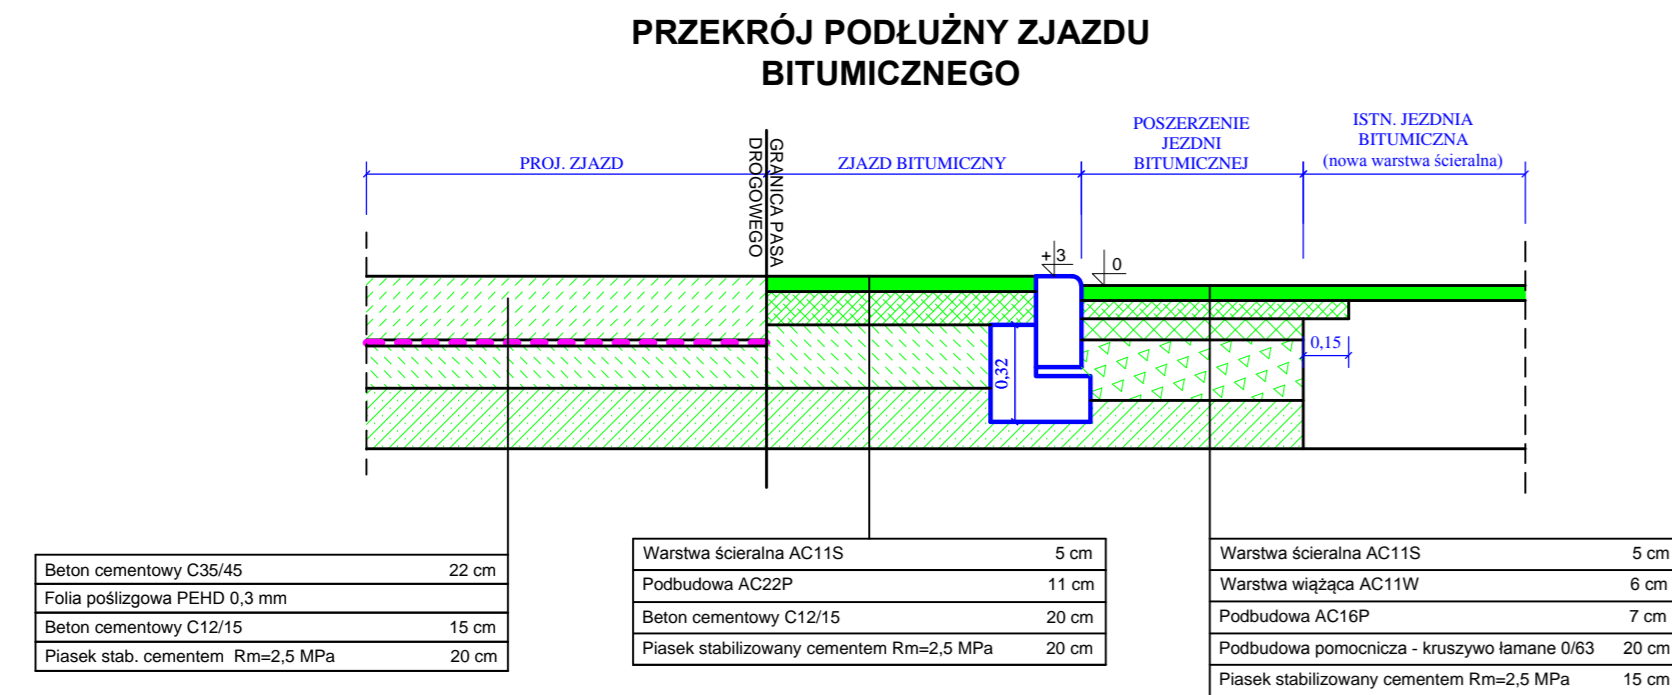 PRZEKRÓJ PODŁUŻNY ZJAZDU
BITUMICZNEGO
PROJ. ZJAZD
GRANICA PASA
DROGOWEGO
ZJAZD BITUMICZNY
POSZERZENIE
JEZDNI
BITUMICZNEJ
ISTN. JEZDNIA
BITUMICZNA
(nowa warstwa ścieralna)
+3
0
0,32
0,15
Beton cementowy C35/45 22 cm
Folia poślizgowa PEHD 0,3 mm
Beton cementowy C12/15 15 cm
Piasek stab. cementem Rm=2,5 MPa 20 cm
Warstwa ścieralna AC11S 5 cm
Podbudowa AC22P 11 cm
Beton cementowy C12/15 20 cm
Piasek stabilizowany cementem Rm=2,5 MPa 20 cm
Warstwa ścieralna AC11S 5 cm
Warstwa wiążąca AC11W 6 cm
Podbudowa AC16P 7 cm
Podbudowa pomocnicza - kruszywo łamane 0/63 20 cm
Piasek stabilizowany cementem Rm=2,5 MPa 15 cm